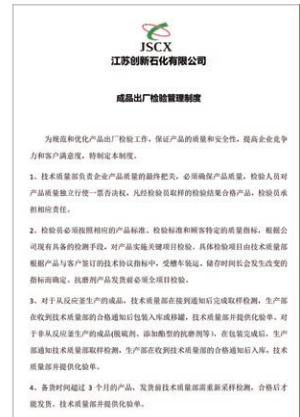 JSCX
江苏创新石化有限公司
成品出厂检验管理制度
为规范和优化产品出厂检验工作，保证产品的质量和安全性，提高企业竞争
力和客户满意度，特制定本制度。
1、技术质量部负责企业产品质量的最终把关，必须确保产品质量，检验人员对
产品质量独立行使一票否决权，凡经检验员取样的检验结果合格产品，检验员承
担相应责任。
2、检验员必须按照相应的产品标准、检验标准和顾客特定的质量指标，根据公
司现有具备的检测手段，对产品实施关键项目检验。具体检验项目由技术质量部
根据产品与客户签订的技术协议指标中，受槽车装运、储存时间长会发生改变的
指标而确定，抗磨剂产品发货前必须全项目检验。
3、对于从反应釜生产的成品，技术质量部在接到通知后完成取样检测，生产部
在收到技术质量部的合格通知后包装入库或移罐，技术质量部并提供化验单。对
于非从反应釜生产的成品(脱硫剂、添加酯型的抗磨剂等)，在包装完成后，生产
部通知技术质量部取样检测，生产部在收到技术质量部的合格通知后入库，技术
质量部并提供化验单。
4、备货时间超过 3 个月的产品，发货前技术质量部需重新采样检测，合格后才
能发货，技术质量部并提供化验单。